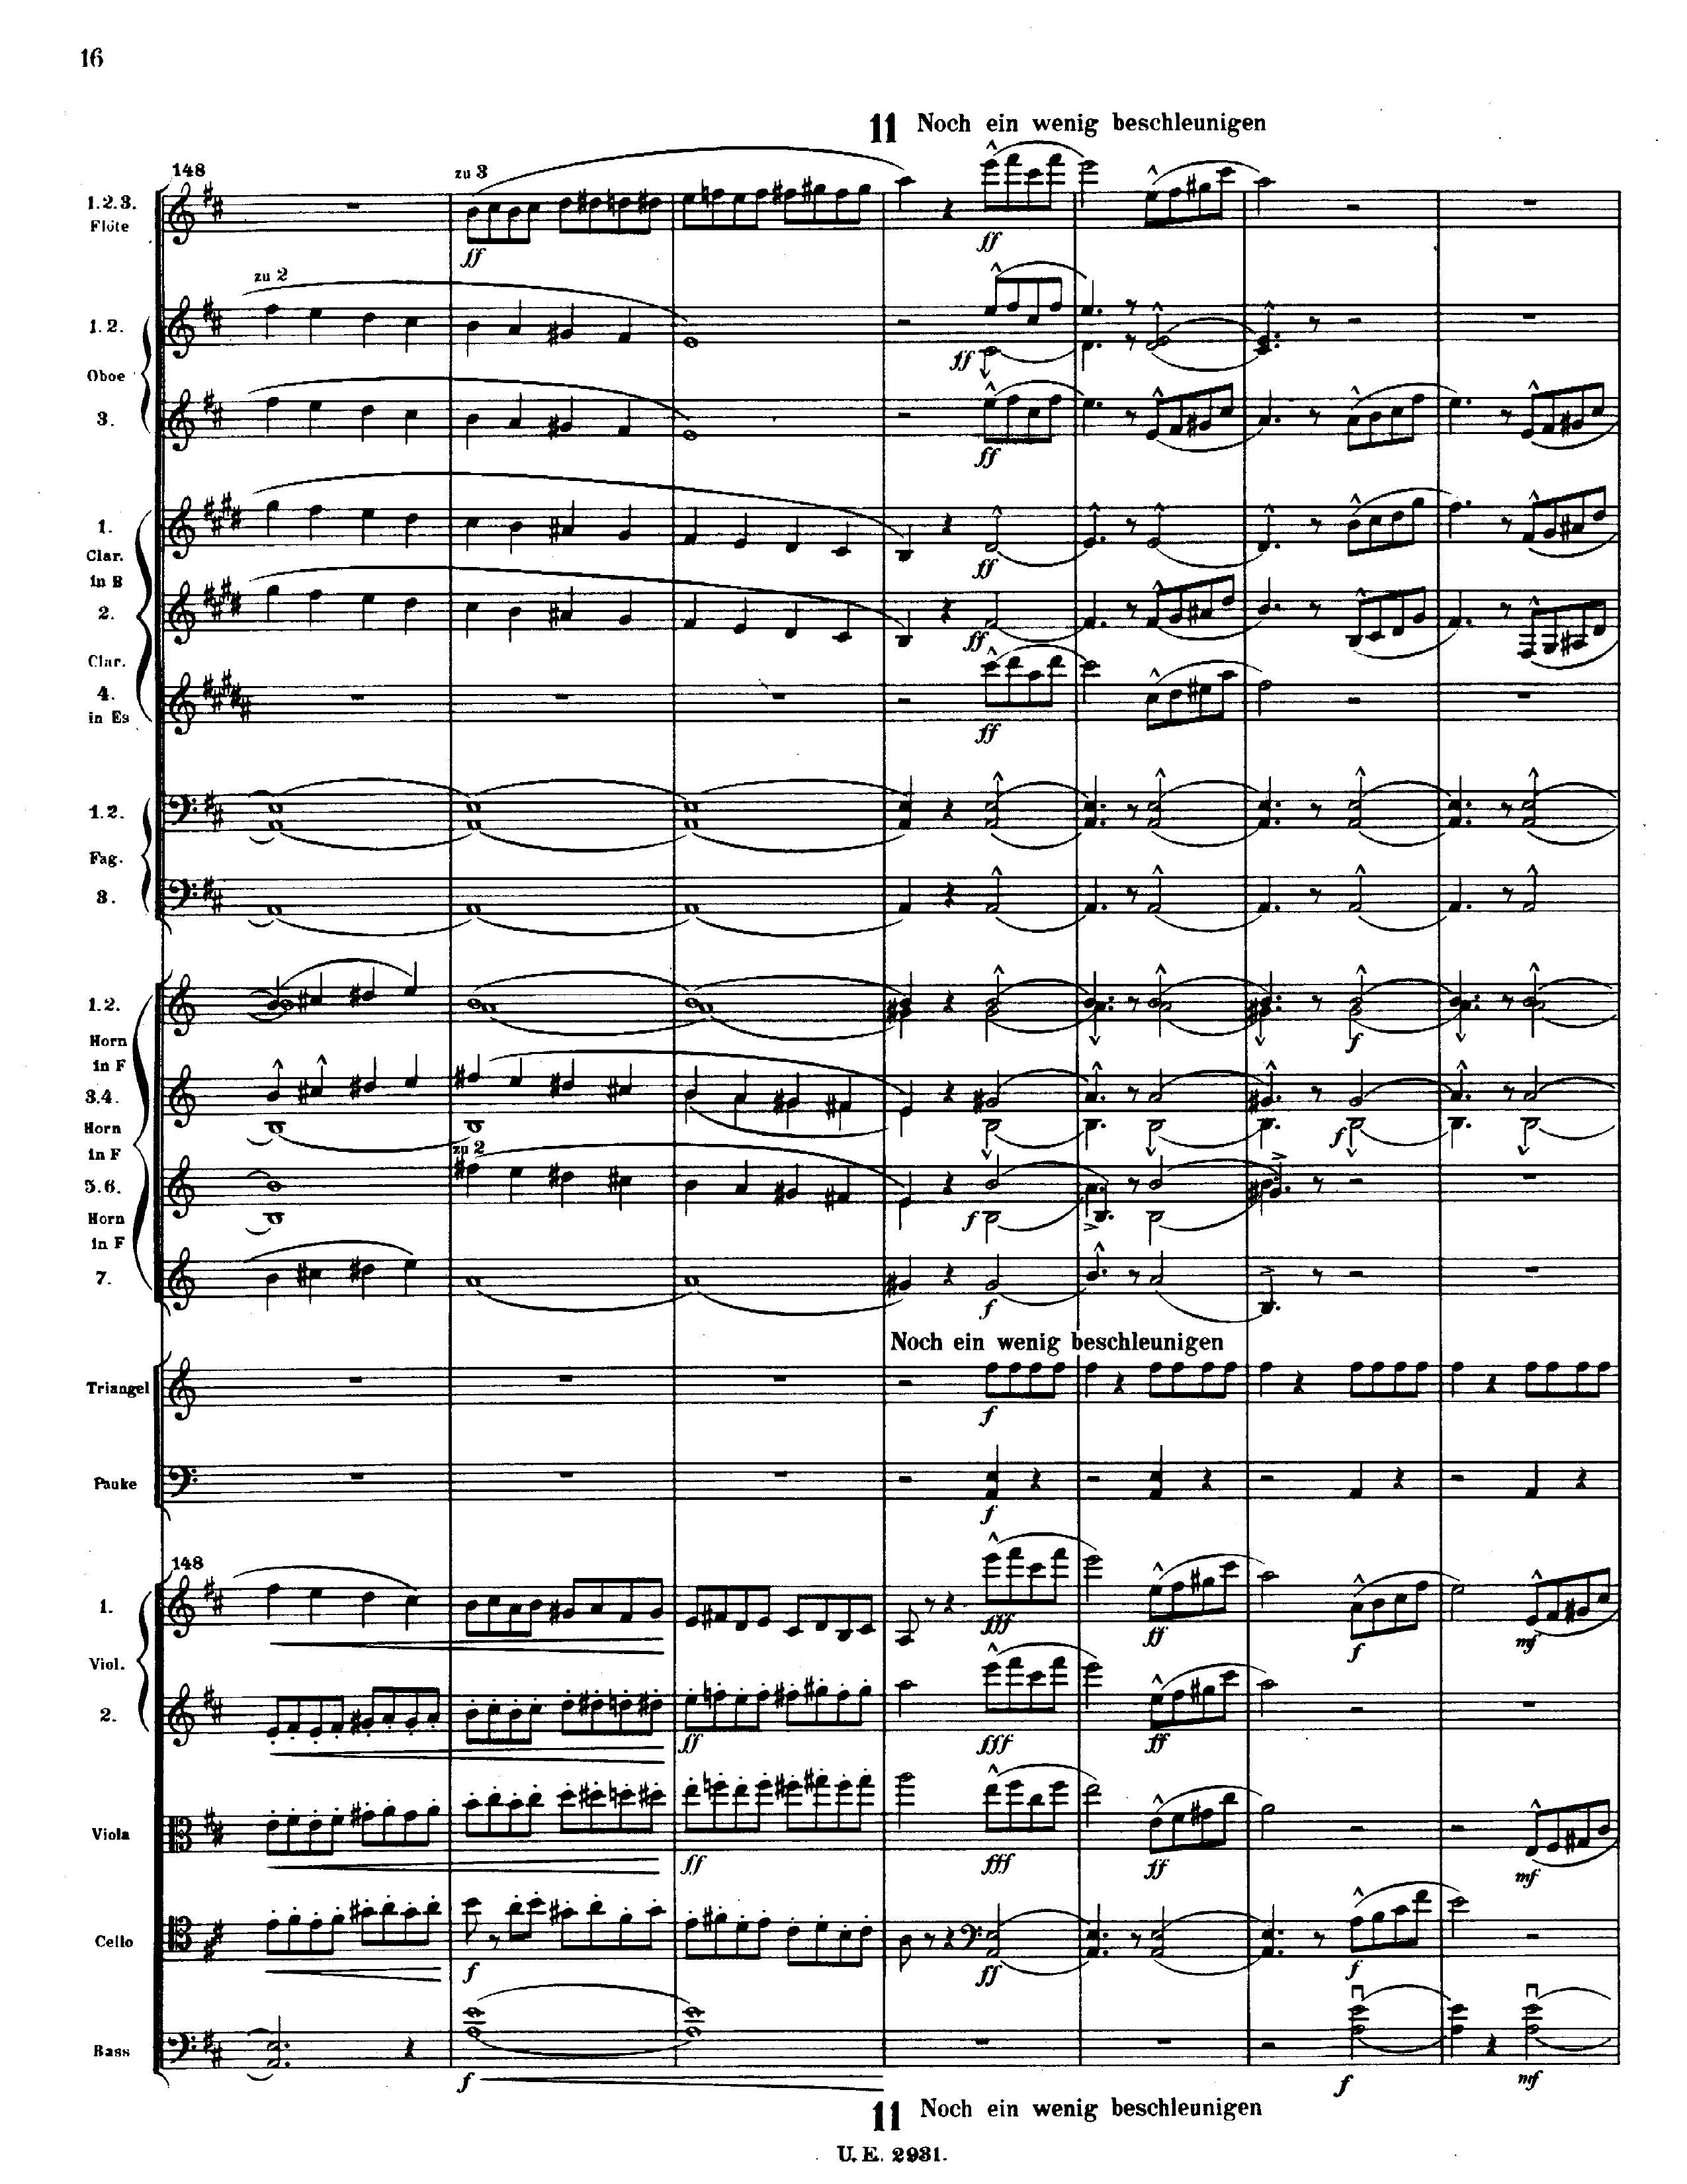 16
11 Noch ein wenig beschleunigen
148
zu 3
1.2.3.
Flöte
ff
ff
zu 2
1.2.
ff
Oboe
3.
ff
1.
Clar.
in B
ff
2.
ff
Clar.
4.
in Es
ff
1.2.
Fag.
3.
1.2.
Horn
in F
f
3.4.
Horn
in F
f
zu 2
5.6.
Horn
in F
f
7.
f
Noch ein wenig beschleunigen
Triangel
f
Pauke
f
148
1.
fff ff f mf
Viol.
2.
ff fff ff
Viola
ff fff ff mf
Cello
f ff f
Bass
f f mf
11 Noch ein wenig beschleunigen
U. E. 2931.